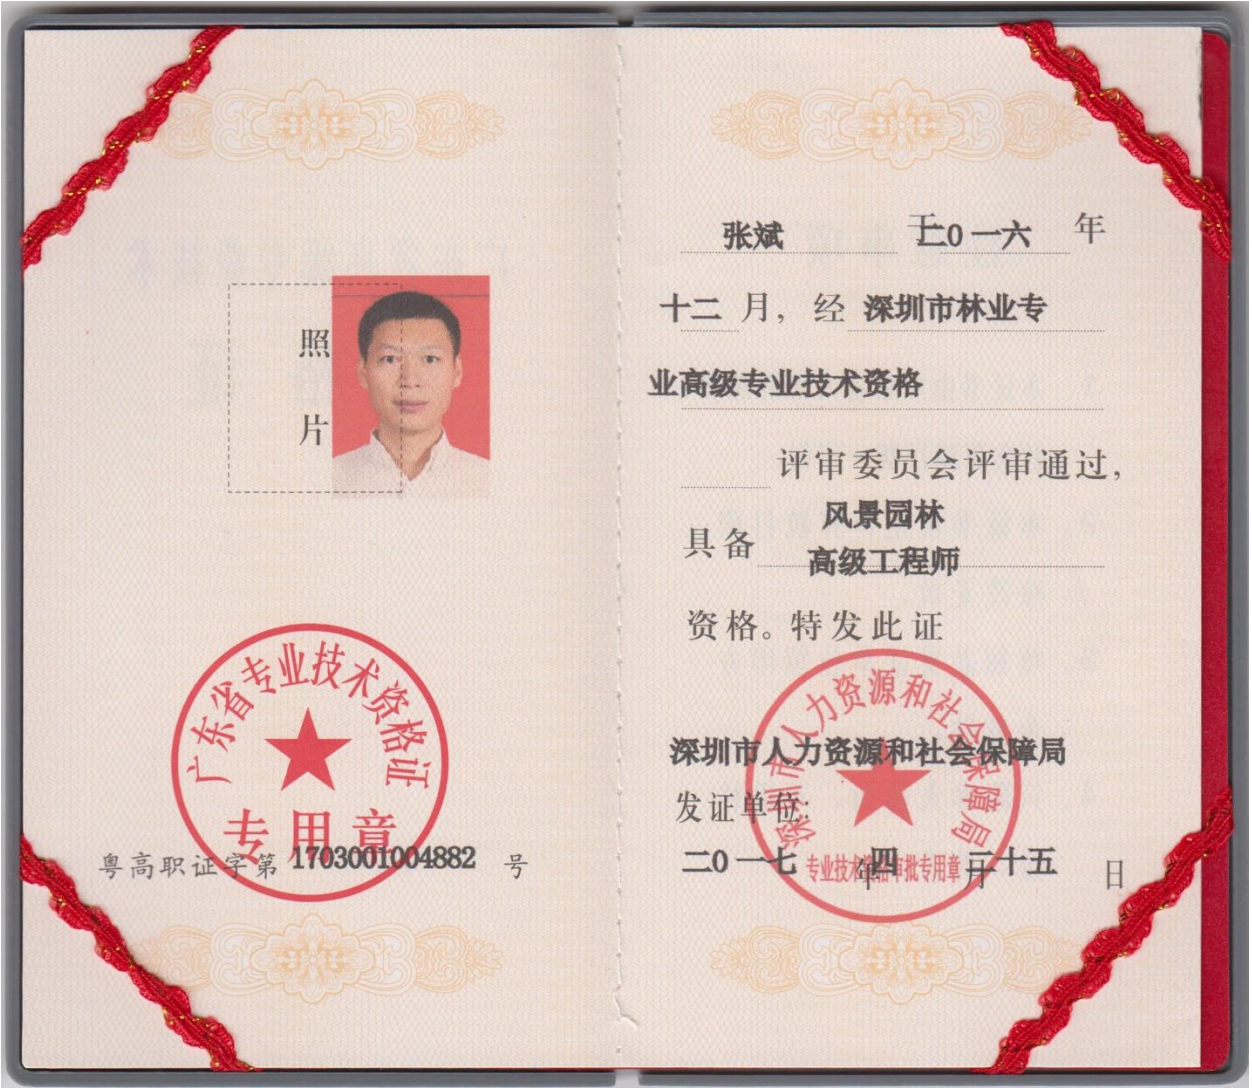 照
片
广东省专业技术资格证
专用章
粤高职证字第 1703001004882 号
张斌 于二0一六 年
十二 月，经 深圳市林业专
业高级专业技术资格
评审委员会评审通过，
风景园林
具备
高级工程师
资格。特发此证
深圳市人力资源和社会保障局
深圳市人力资源和社会保障局
发证单位：
二0一七 年 四 月 二十五 日